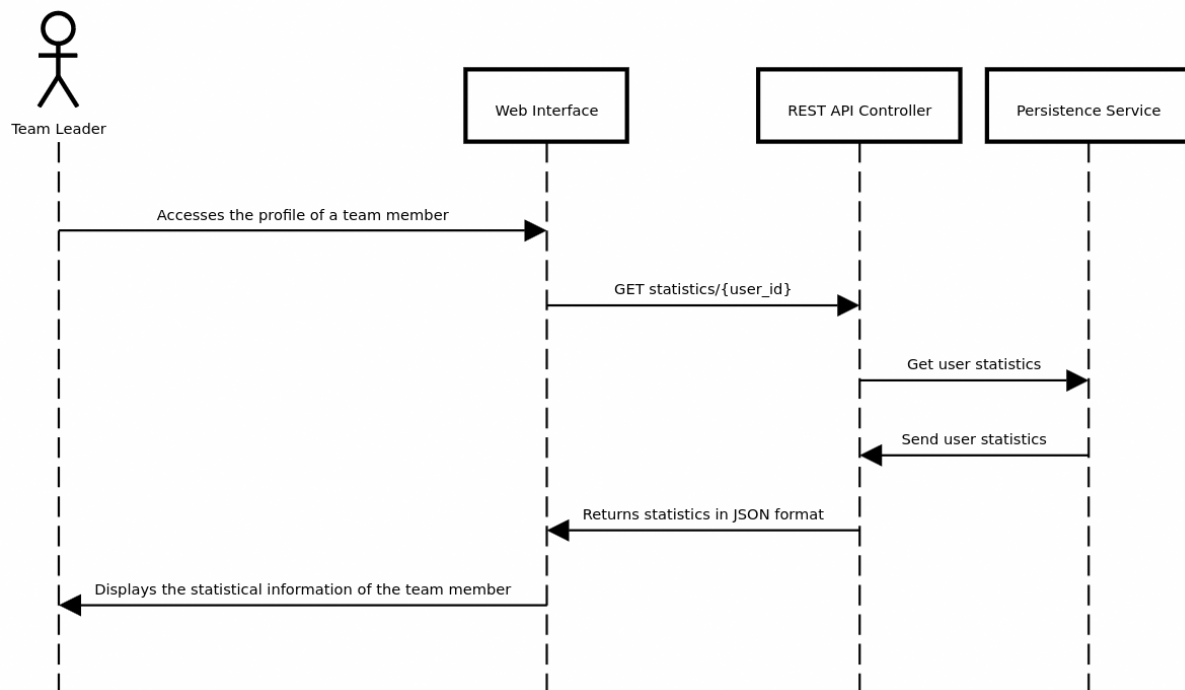 Team Leader
Web Interface
REST API Controller
Persistence Service
Accesses the profile of a team member
GET statistics/{user_id}
Get user statistics
Send user statistics
Returns statistics in JSON format
Displays the statistical information of the team member